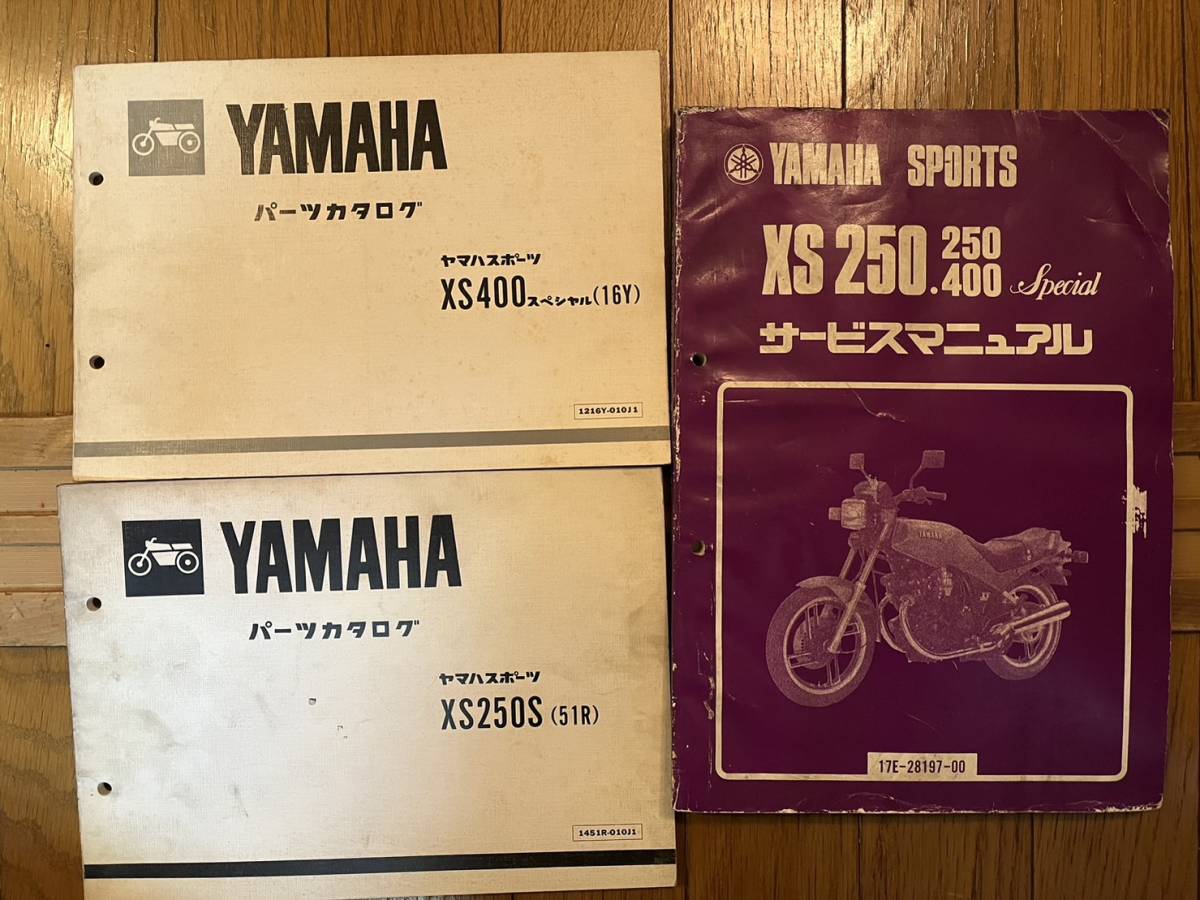 YAMAHA
パーツカタログ
ヤマハスポーツ
XS400スペシャル(16Y)
1216Y-010J1
YAMAHA
パーツカタログ
ヤマハスポーツ
XS250S (51R)
1451R-010J1
YAMAHA SPORTS
XS 250. 250 400 Special
サービスマニュアル
YAMAHA
17E-28197-00